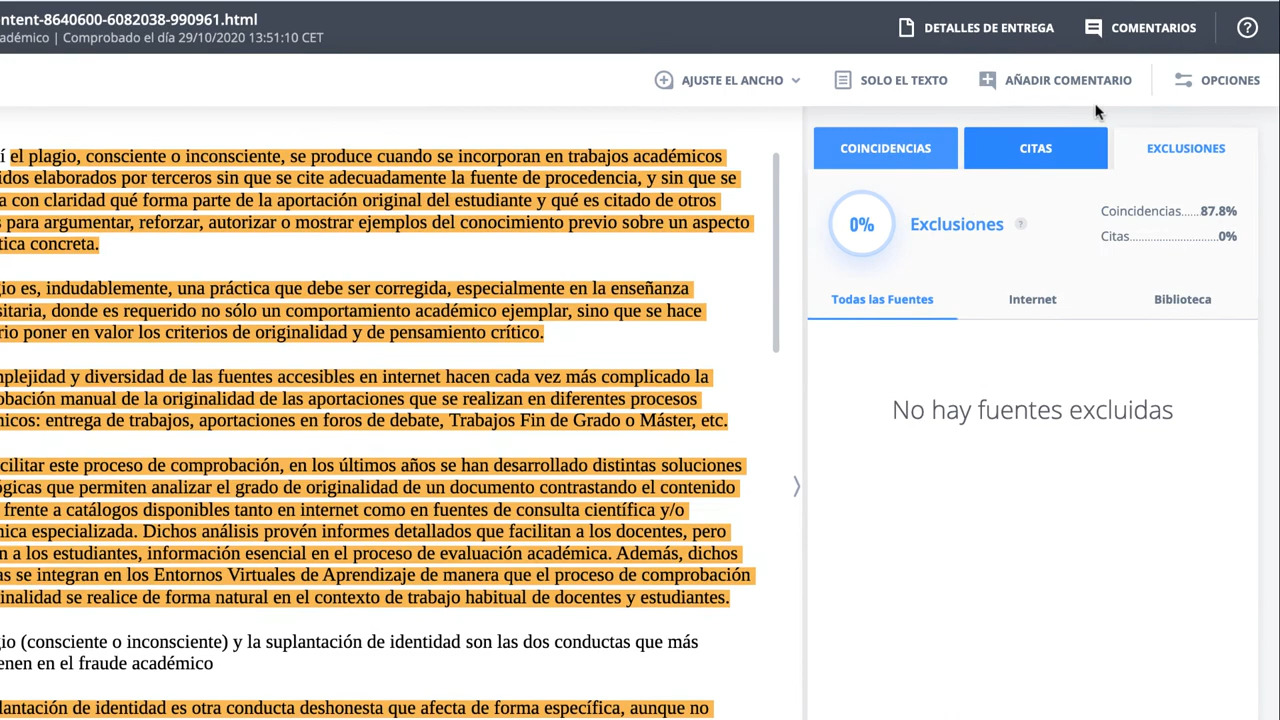 ntent-8640600-6082038-990961.html
adémico | Comprobado el día 29/10/2020 13:51:10 CET
DETALLES DE ENTREGA
COMENTARIOS
?
AJUSTE EL ANCHO
SOLO EL TEXTO
AÑADIR COMENTARIO
OPCIONES
í el plagio, consciente o inconsciente, se produce cuando se incorporan en trabajos académicos
idos elaborados por terceros sin que se cite adecuadamente la fuente de procedencia, y sin que se
a con claridad qué forma parte de la aportación original del estudiante y qué es citado de otros
s para argumentar, reforzar, autorizar o mostrar ejemplos del conocimiento previo sobre un aspecto
tica concreta.
gio es, indudablemente, una práctica que debe ser corregida, especialmente en la enseñanza
sitaria, donde es requerido no sólo un comportamiento académico ejemplar, sino que se hace
rio poner en valor los criterios de originalidad y de pensamiento crítico.
mplejidad y diversidad de las fuentes accesibles en internet hacen cada vez más complicado la
obación manual de la originalidad de las aportaciones que se realizan en diferentes procesos
micos: entrega de trabajos, aportaciones en foros de debate, Trabajos Fin de Grado o Máster, etc.
cilitar este proceso de comprobación, en los últimos años se han desarrollado distintas soluciones
ógicas que permiten analizar el grado de originalidad de un documento contrastando el contenido
frente a catálogos disponibles tanto en internet como en fuentes de consulta científica y/o
mica especializada. Dichos análisis provén informes detallados que facilitan a los docentes, pero
n a los estudiantes, información esencial en el proceso de evaluación académica. Además, dichos
as se integran en los Entornos Virtuales de Aprendizaje de manera que el proceso de comprobación
inalidad se realice de forma natural en el contexto de trabajo habitual de docentes y estudiantes.
gio (consciente o inconsciente) y la suplantación de identidad son las dos conductas que más
enen en el fraude académico
lantación de identidad es otra conducta deshonesta que afecta de forma específica, aunque no
COINCIDENCIAS
CITAS
EXCLUSIONES
0%
Exclusiones
?
Coincidencias......87.8%
Citas............................0%
Todas las Fuentes
Internet
Biblioteca
No hay fuentes excluidas